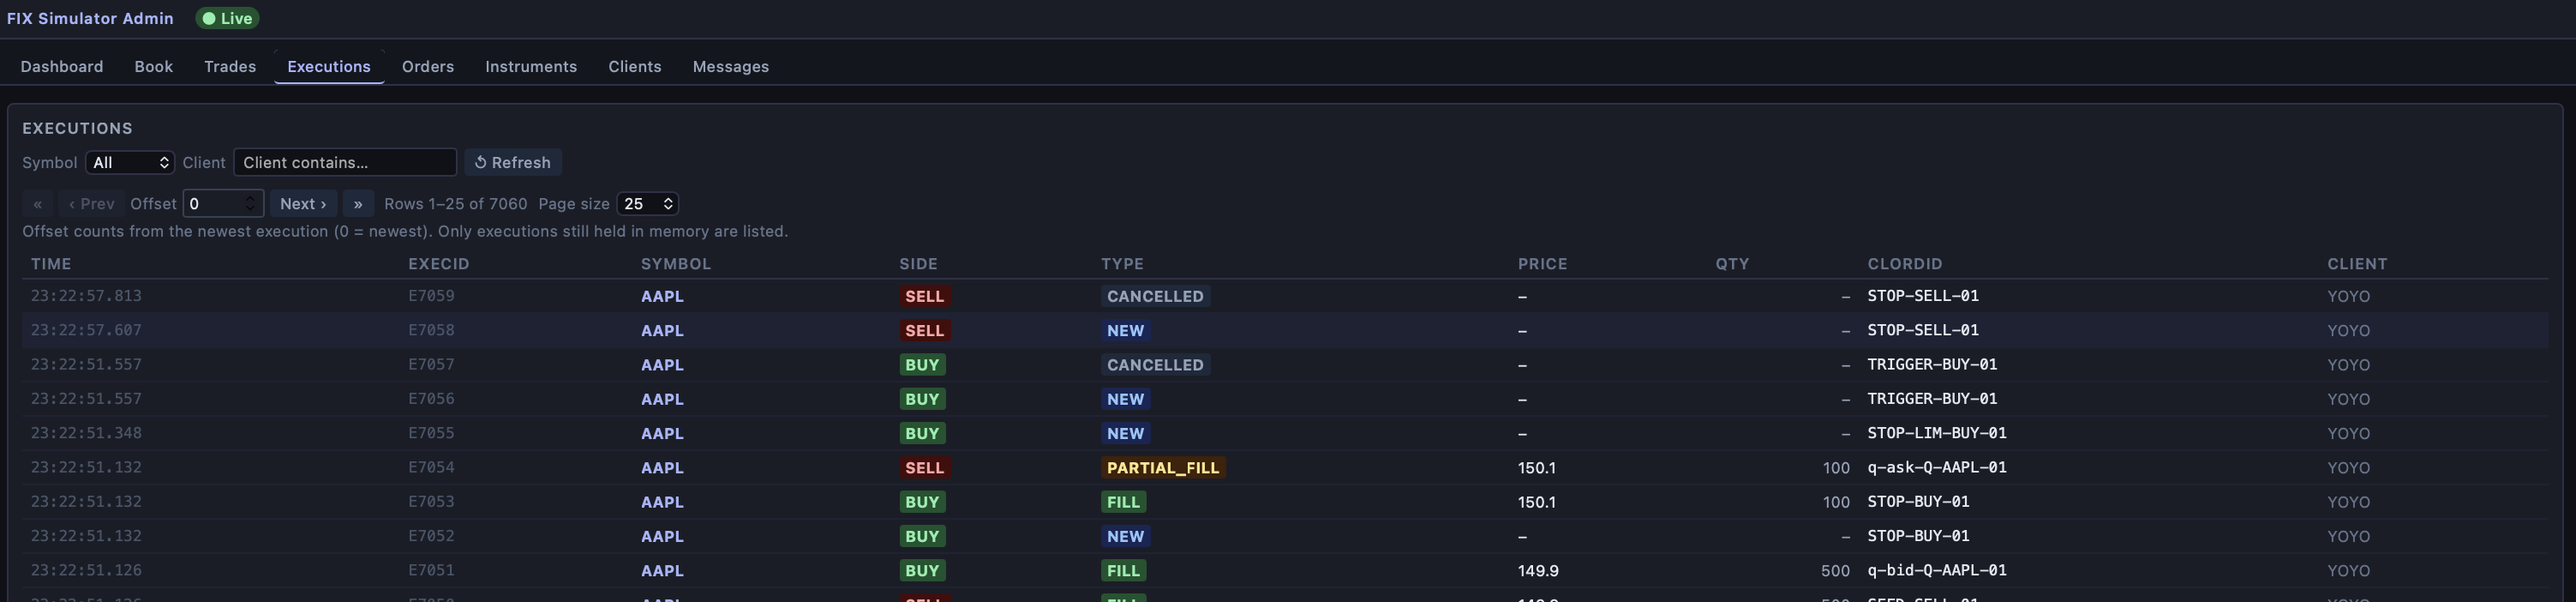 FIX Simulator Admin Live
Dashboard Book Trades Executions Orders Instruments Clients Messages
EXECUTIONS
Symbol All Client Client contains... Refresh
« ‹ Prev Offset 0 Next › » Rows 1–25 of 7060 Page size 25
Offset counts from the newest execution (0 = newest). Only executions still held in memory are listed.
TIME EXECID SYMBOL SIDE TYPE PRICE QTY CLORDID CLIENT
23:22:57.813 E7059 AAPL SELL CANCELLED – – STOP-SELL-01 YOYO
23:22:57.607 E7058 AAPL SELL NEW – – STOP-SELL-01 YOYO
23:22:51.557 E7057 AAPL BUY CANCELLED – – TRIGGER-BUY-01 YOYO
23:22:51.557 E7056 AAPL BUY NEW – – TRIGGER-BUY-01 YOYO
23:22:51.348 E7055 AAPL BUY NEW – – STOP-LIM-BUY-01 YOYO
23:22:51.132 E7054 AAPL SELL PARTIAL_FILL 150.1 100 q-ask-Q-AAPL-01 YOYO
23:22:51.132 E7053 AAPL BUY FILL 150.1 100 STOP-BUY-01 YOYO
23:22:51.132 E7052 AAPL BUY NEW – – STOP-BUY-01 YOYO
23:22:51.126 E7051 AAPL BUY FILL 149.9 500 q-bid-Q-AAPL-01 YOYO